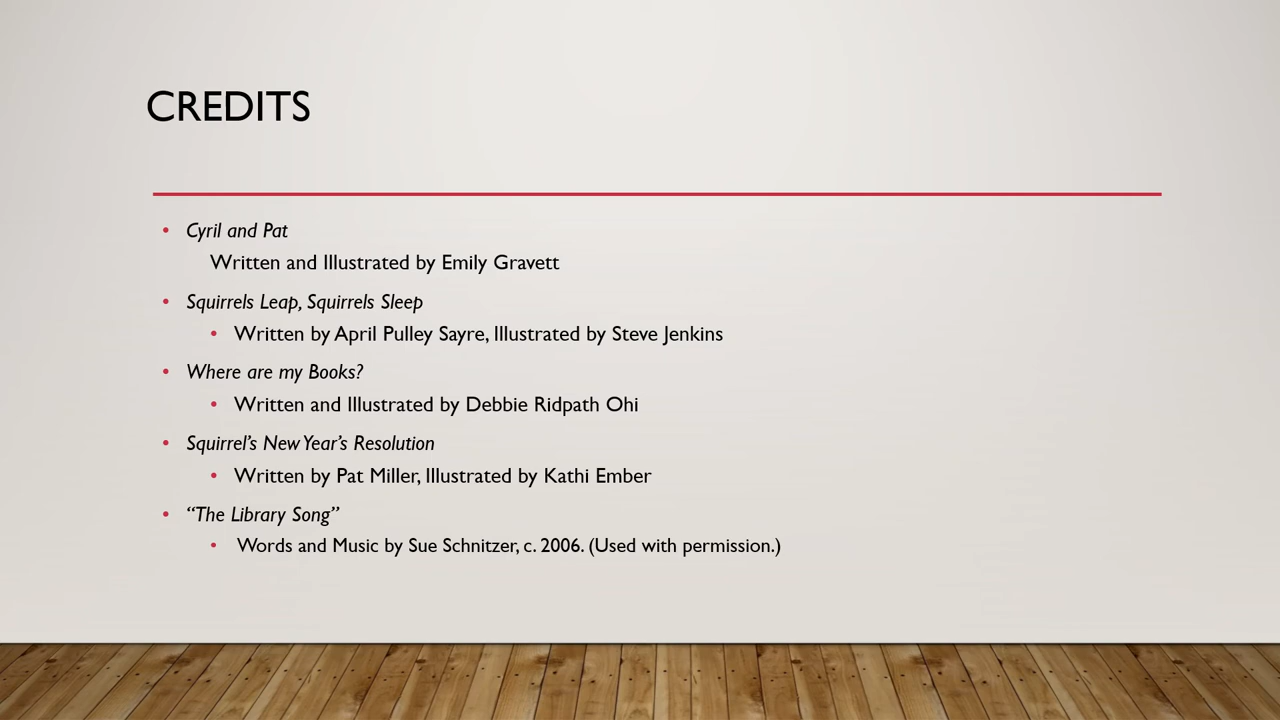 CREDITS
• Cyril and Pat
Written and Illustrated by Emily Gravett
• Squirrels Leap, Squirrels Sleep
• Written by April Pulley Sayre, Illustrated by Steve Jenkins
• Where are my Books?
• Written and Illustrated by Debbie Ridpath Ohi
• Squirrel’s New Year’s Resolution
• Written by Pat Miller, Illustrated by Kathi Ember
• “The Library Song”
• Words and Music by Sue Schnitzer, c. 2006. (Used with permission.)